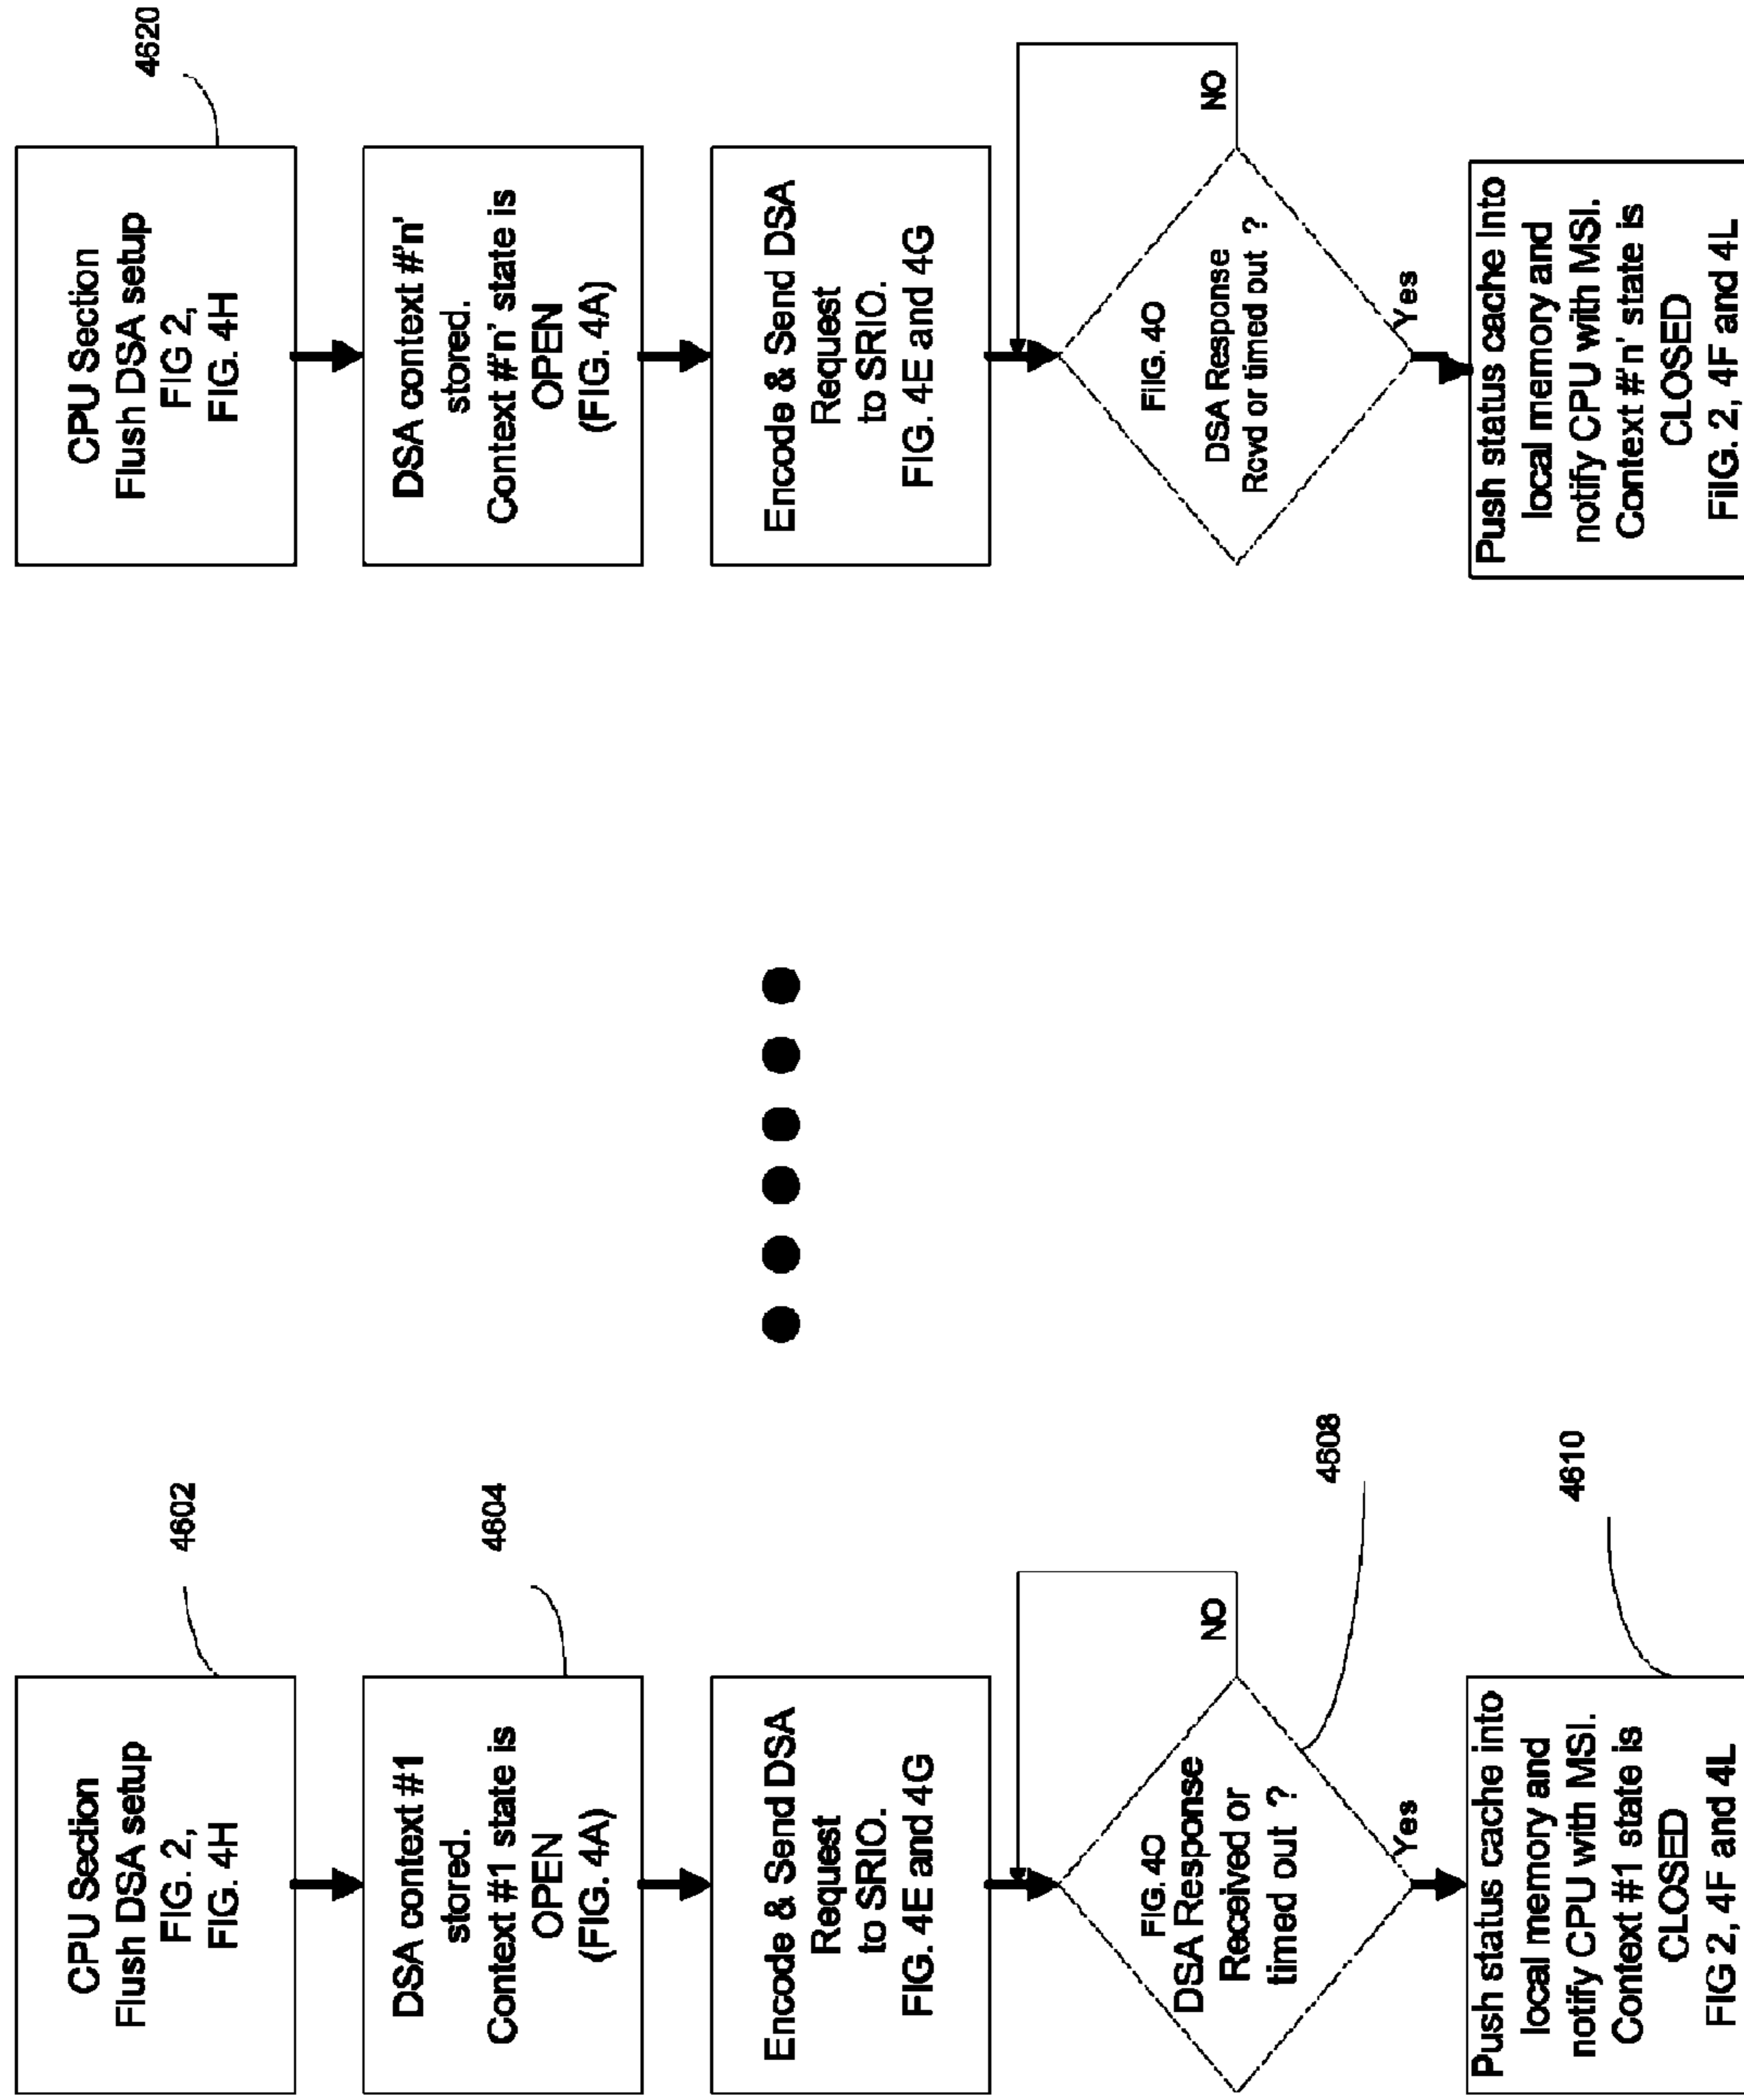 CPU Section
Flush DSA setup
FIG. 2,
FIG. 4H
4602
DSA context #1
stored.
Context #1 state is
OPEN
(FIG. 4A)
4604
Encode & Send DSA
Request
to SRIO.
FIG. 4E and 4G
FIG. 4O
DSA Response
Received or
timed out ?
NO
Yes
4608
Push status cache into
local memory and
notify CPU with MSI.
Context #1 state is
CLOSED
FIG 2, 4F and 4L
4610
CPU Section
Flush DSA setup
FIG 2,
FIG. 4H
4620
DSA context #'n'
stored.
Context #'n' state is
OPEN
(FIG. 4A)
Encode & Send DSA
Request
to SRIO.
FIG. 4E and 4G
FiIG. 4O
DSA Response
Rcvd or timed out ?
NO
Yes
Push status cache into
local memory and
notify CPU with MSI.
Context #'n' state is
CLOSED
FiIG. 2, 4F and 4L